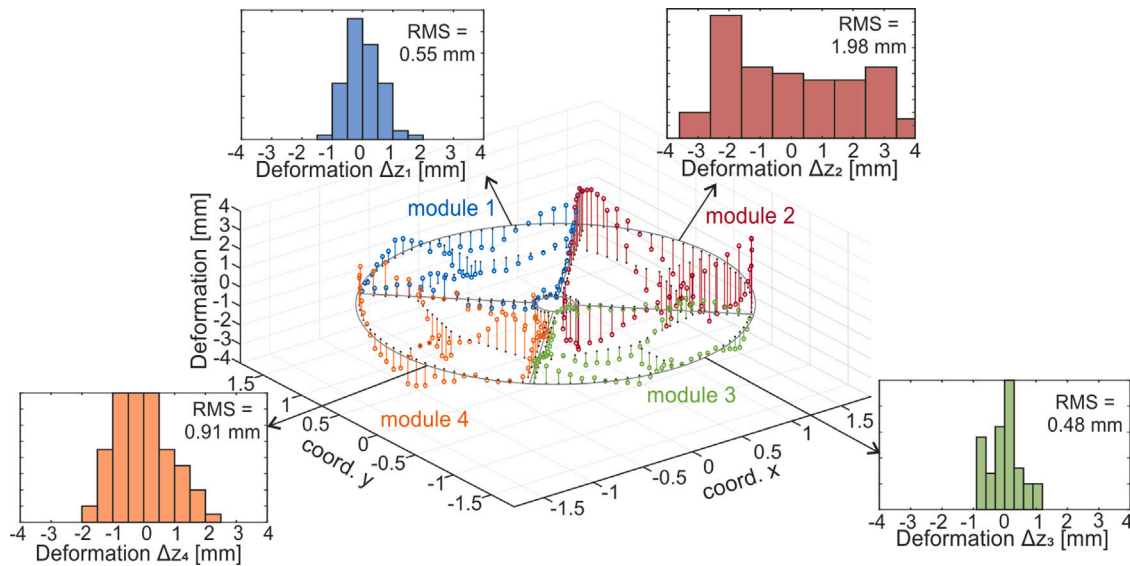 RMS =
0.55 mm
-4 -3 -2 -1 0 1 2 3 4
Deformation Δz₁ [mm]
RMS =
1.98 mm
-4 -3 -2 -1 0 1 2 3 4
Deformation Δz₂ [mm]
module 1
module 2
Deformation [mm]
4
3
2
1
0
-1
-2
-3
-4
module 4
module 3
1.5
1
0.5
0
-0.5
-1
-1.5
coord. y
-1.5
-1
-0.5
0
0.5
1
1.5
coord. x
RMS =
0.91 mm
-4 -3 -2 -1 0 1 2 3 4
Deformation Δz₄ [mm]
RMS =
0.48 mm
-4 -3 -2 -1 0 1 2 3 4
Deformation Δz₃ [mm]